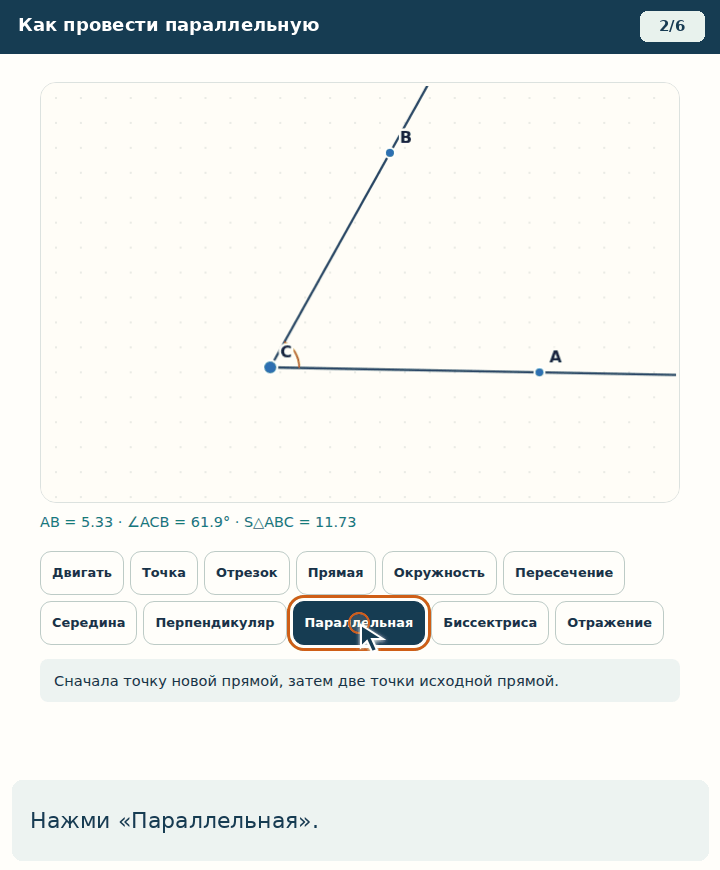 Как провести параллельную
2/6
B
C
A
AB = 5.33 · ∠ACB = 61.9° · S△ABC = 11.73
Двигать Точка Отрезок Прямая Окружность Пересечение
Середина Перпендикуляр Параллельная Биссектриса Отражение
Сначала точку новой прямой, затем две точки исходной прямой.
Нажми «Параллельная».